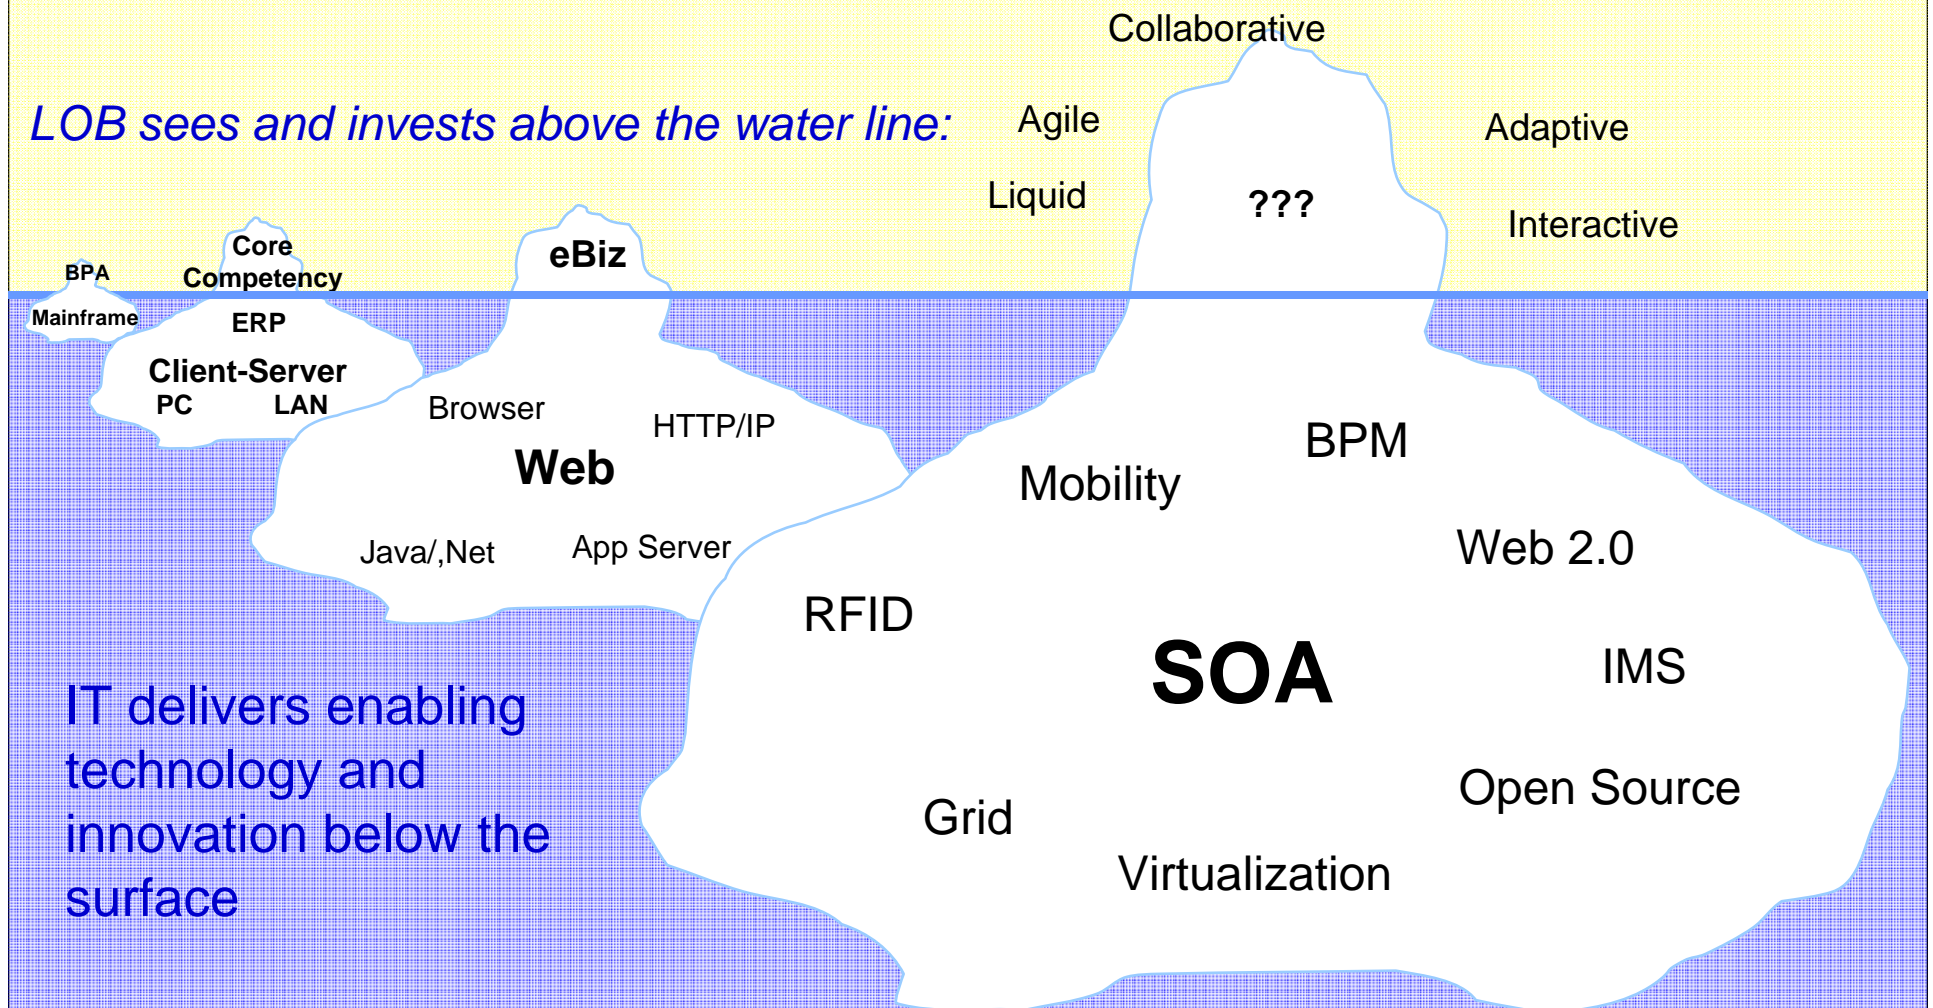 Collaborative
LOB sees and invests above the water line:
Agile
Adaptive
Liquid
???
Interactive
BPA
Core
Competency
eBiz
Mainframe
ERP
Client-Server
PC LAN
Browser
HTTP/IP
Web
Java/,Net
App Server
BPM
Mobility
Web 2.0
RFID
SOA
IMS
Open Source
Grid
Virtualization
IT delivers enabling
technology and
innovation below the
surface